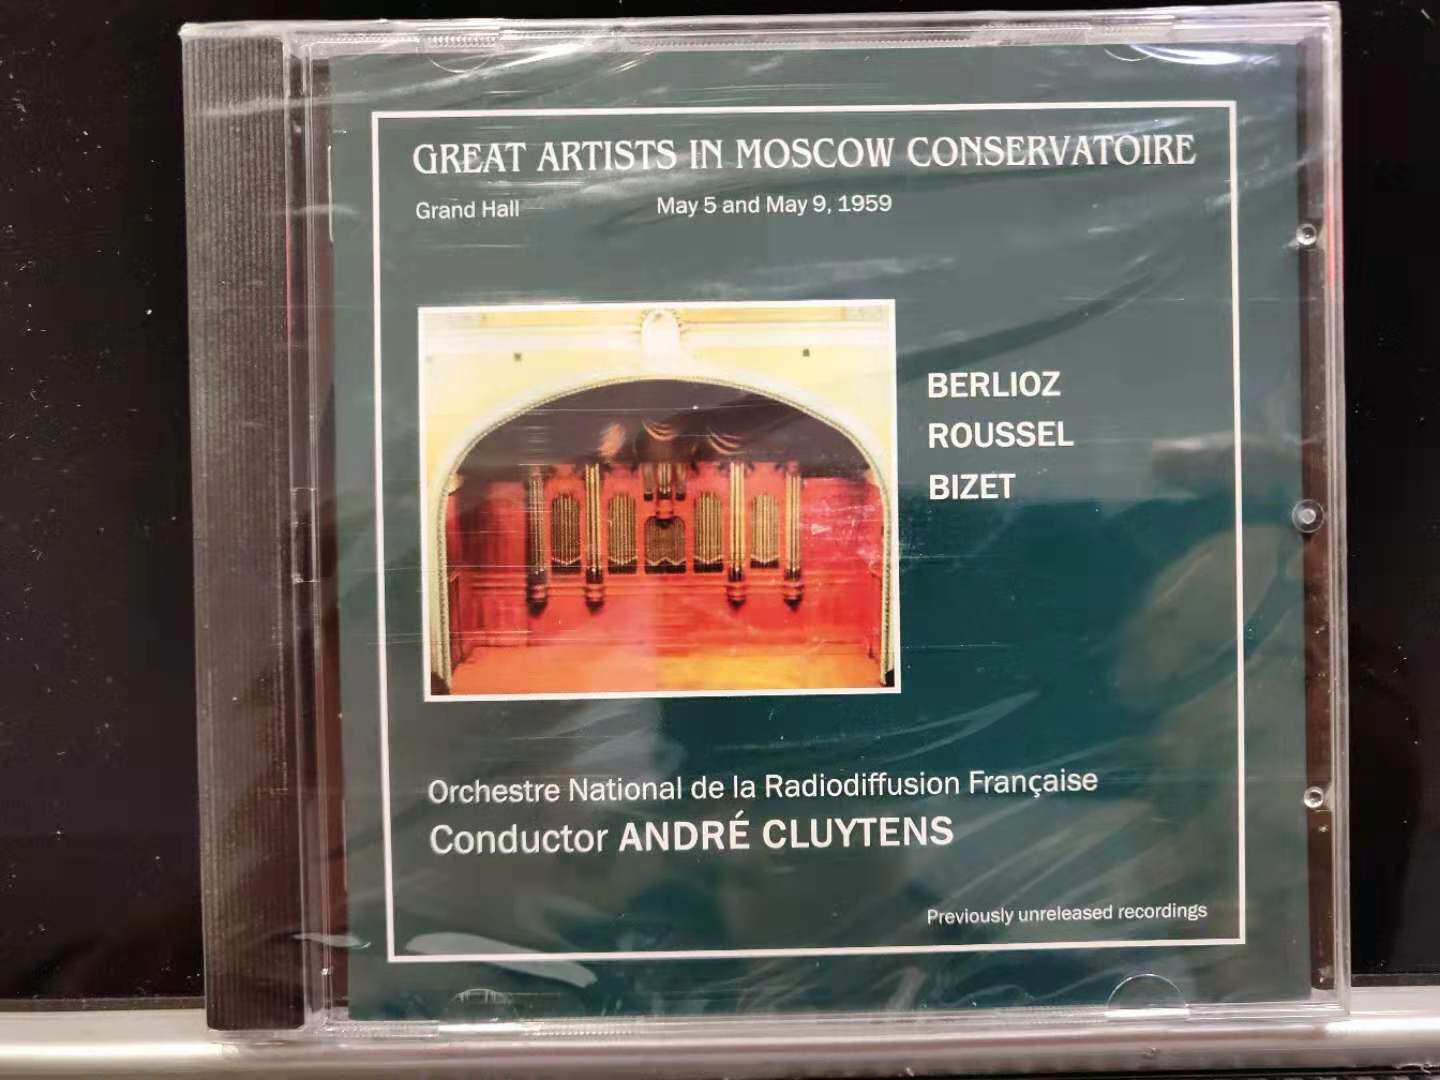 GREAT ARTISTS IN MOSCOW CONSERVATOIRE
Grand Hall May 5 and May 9, 1959
BERLIOZ
ROUSSEL
BIZET
Orchestre National de la Radiodiffusion Française
Conductor ANDRÉ CLUYTENS
Previously unreleased recordings